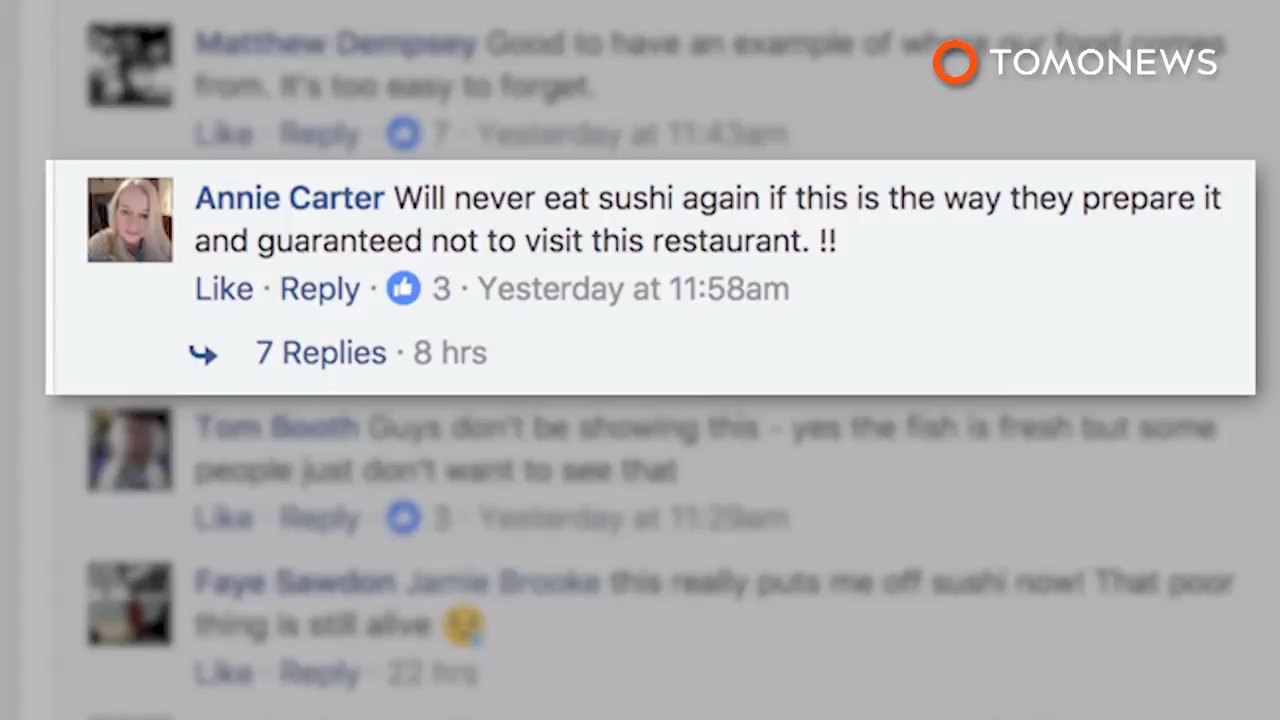 Matthew Dempsey Good to have an example of where our food comes
TOMONEWS
from. It's too easy to forget.
Like · Reply · 7 · Yesterday at 11:43am
Annie Carter Will never eat sushi again if this is the way they prepare it
and guaranteed not to visit this restaurant. !!
Like · Reply · 3 · Yesterday at 11:58am
7 Replies · 8 hrs
Tom Booth Guys don't be showing this - yes the fish is fresh but some
people just don't want to see that
Like · Reply · 3 · Yesterday at 11:29am
Faye Sawdon Jamie Brooke this really puts me off sushi now! That poor
thing is still alive
Like · Reply · 22 hrs